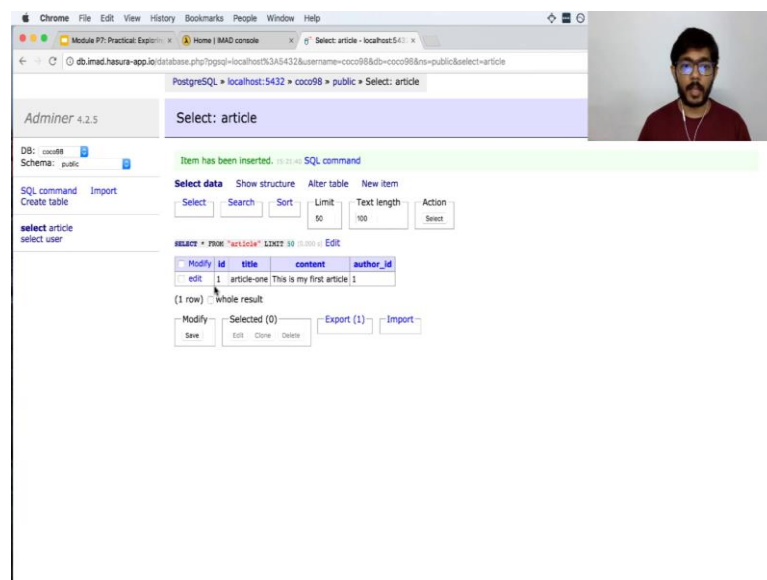 Chrome File Edit View History Bookmarks People Window Help
Module P7: Practical: Explorin × Home | IMAD console × Select: article - localhost:543 ×
db.imad.hasura-app.io/database.php?pgsql=localhost%3A5432&username=coco98&db=coco98&ns=public&select=article
PostgreSQL » localhost:5432 » coco98 » public » Select: article
Adminer 4.2.5
Select: article
DB: coco98
Schema: public
Item has been inserted. 15:21:40 SQL command
SQL command Import
Create table
select article
select user
Select data Show structure Alter table New item
Select Search Sort Limit Text length Action
50 100 Select
SELECT * FROM "article" LIMIT 50 Edit
Modify id title content author_id
edit 1 article-one This is my first article 1
(1 row) whole result
Modify Selected (0) Export (1) Import
Save Edit Clone Delete